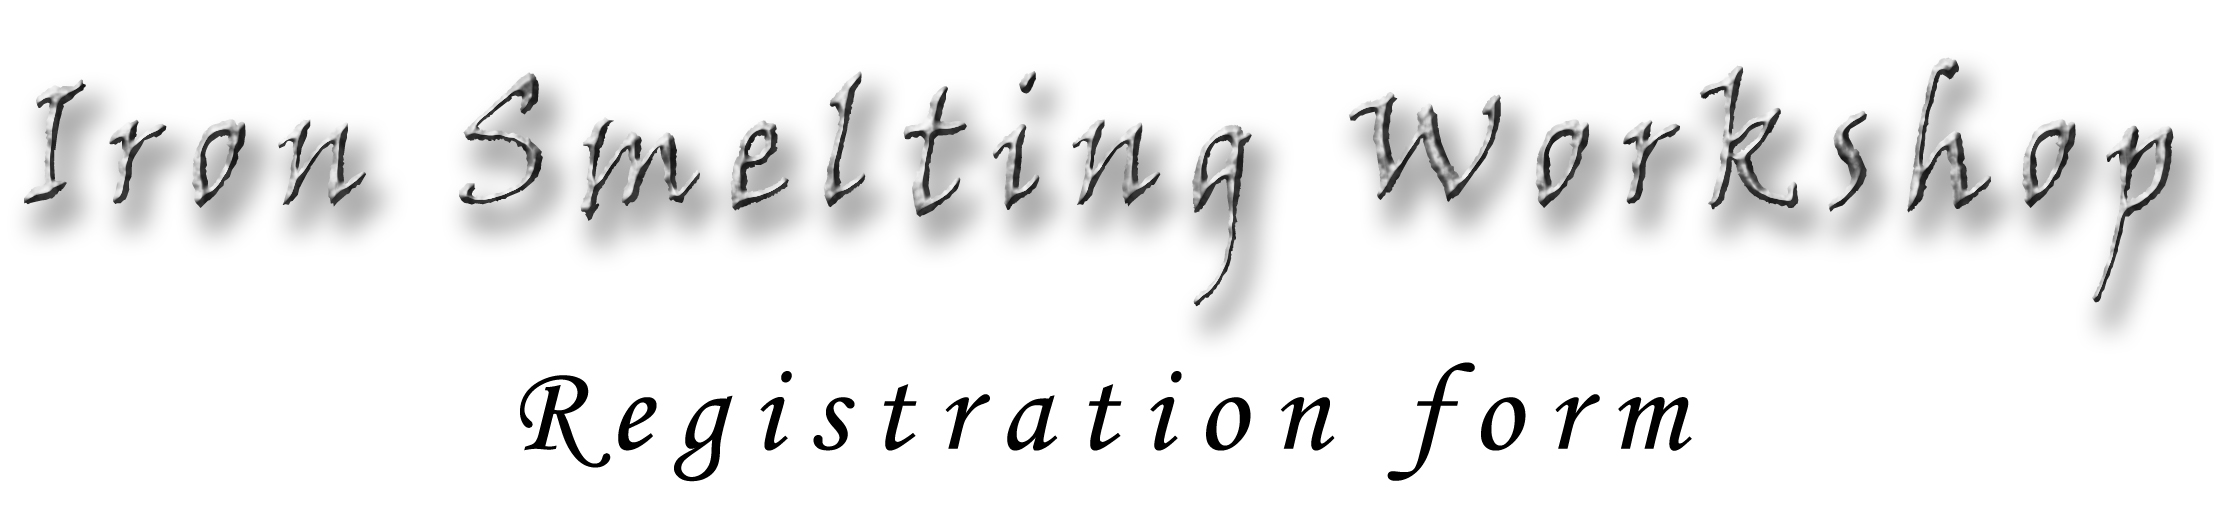 Iron Smelting Workshop
Registration form